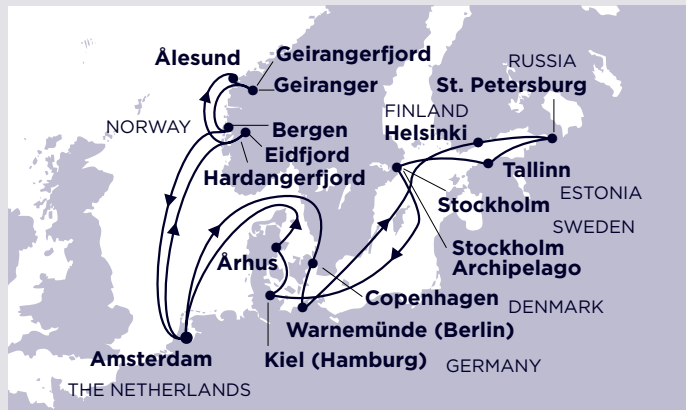 Ålesund
Geirangerfjord
Geiranger
RUSSIA
St. Petersburg
FINLAND
Helsinki
NORWAY
Bergen
Eidfjord
Hardangerfjord
Tallinn
ESTONIA
Stockholm
SWEDEN
Stockholm
Archipelago
Århus
Copenhagen
DENMARK
Warnemünde (Berlin)
Amsterdam
Kiel (Hamburg)
GERMANY
THE NETHERLANDS